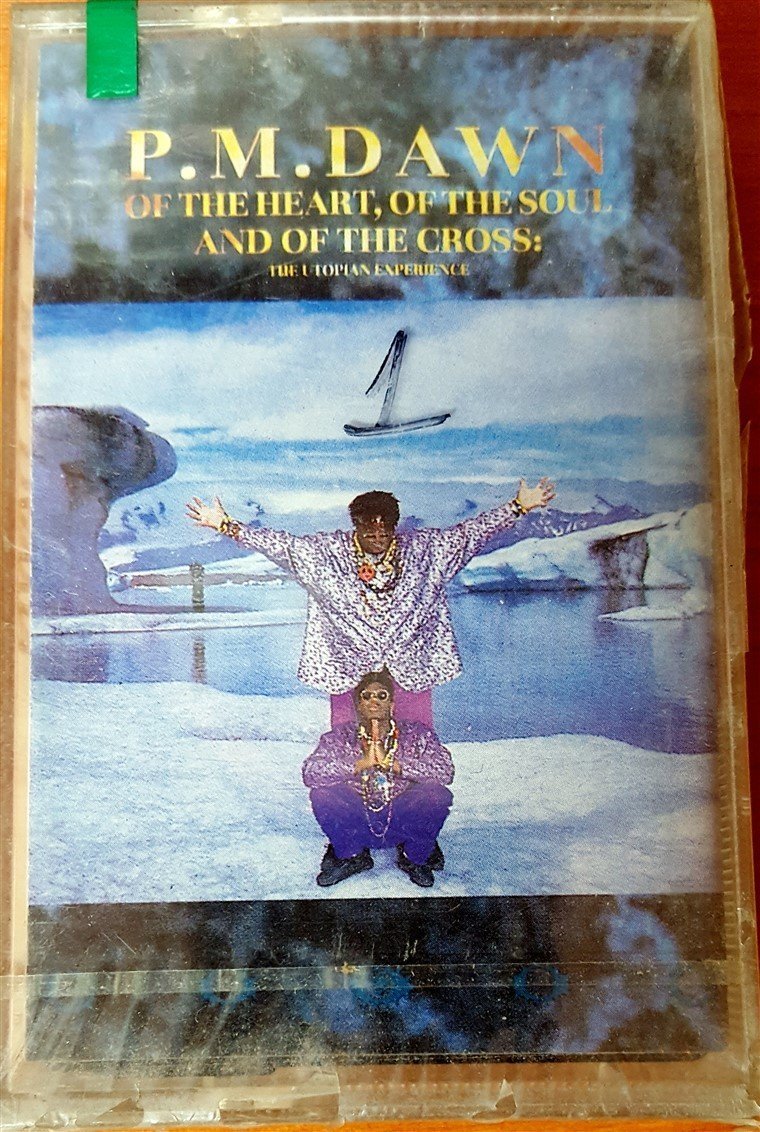 P.M.DAWN
OF THE HEART, OF THE SOUL
AND OF THE CROSS:
THE UTOPIAN EXPERIENCE
1